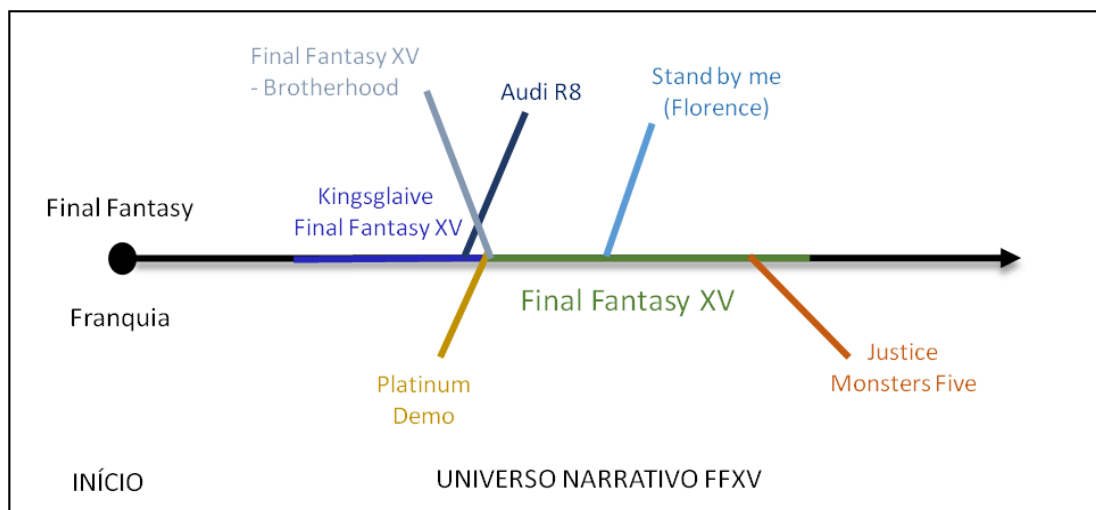 Final Fantasy XV
- Brotherhood
Audi R8
Stand by me
(Florence)
Kingsglaive
Final Fantasy XV
Final Fantasy
Franquia
Final Fantasy XV
Platinum
Demo
Justice
Monsters Five
INÍCIO
UNIVERSO NARRATIVO FFXV